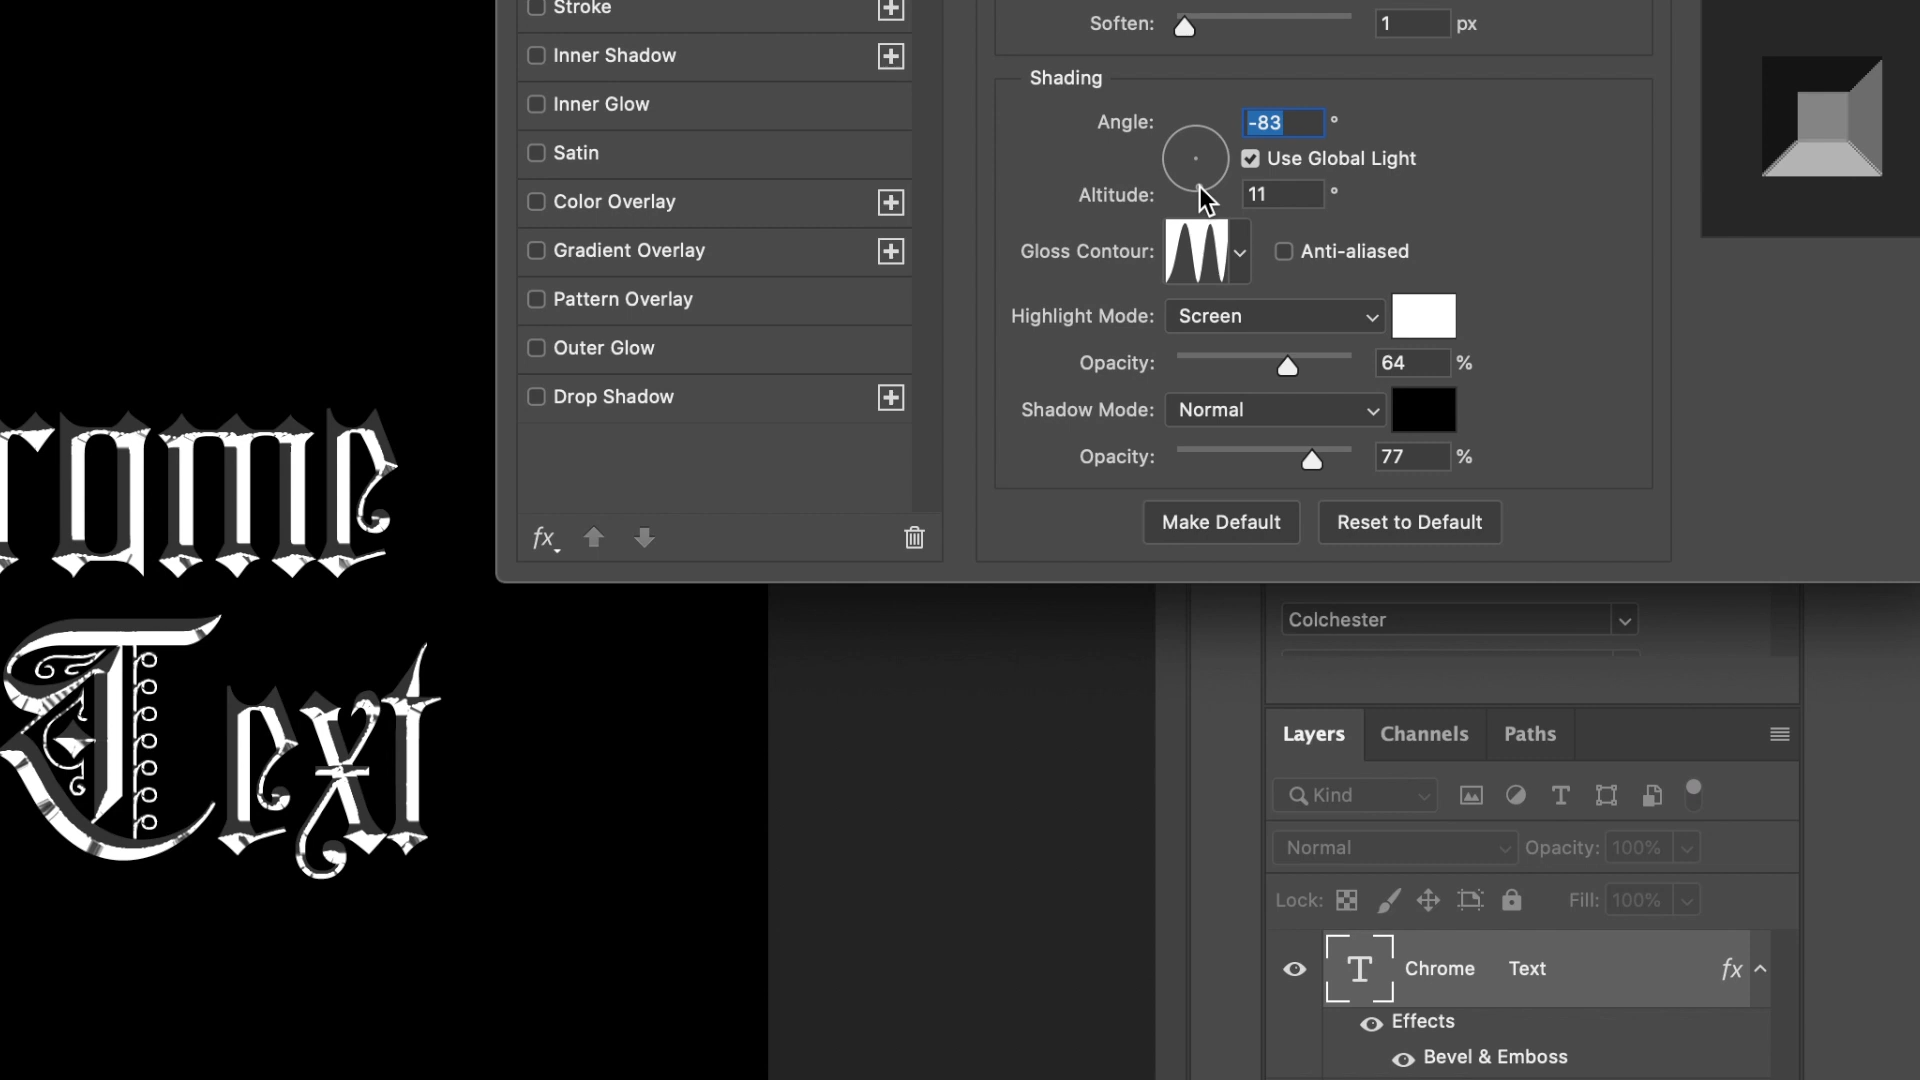 Stroke
Inner Shadow
Inner Glow
Satin
Color Overlay
Gradient Overlay
Pattern Overlay
Outer Glow
Drop Shadow
fx
Soften: 1 px
Shading
Angle: -83 °
Use Global Light
Altitude: 11 °
Gloss Contour: Anti-aliased
Highlight Mode: Screen
Opacity: 64 %
Shadow Mode: Normal
Opacity: 77 %
Make Default Reset to Default
rome
Text
Colchester
Layers Channels Paths
Kind
Normal Opacity: 100%
Lock: Fill: 100%
T Chrome Text fx
Effects
Bevel & Emboss